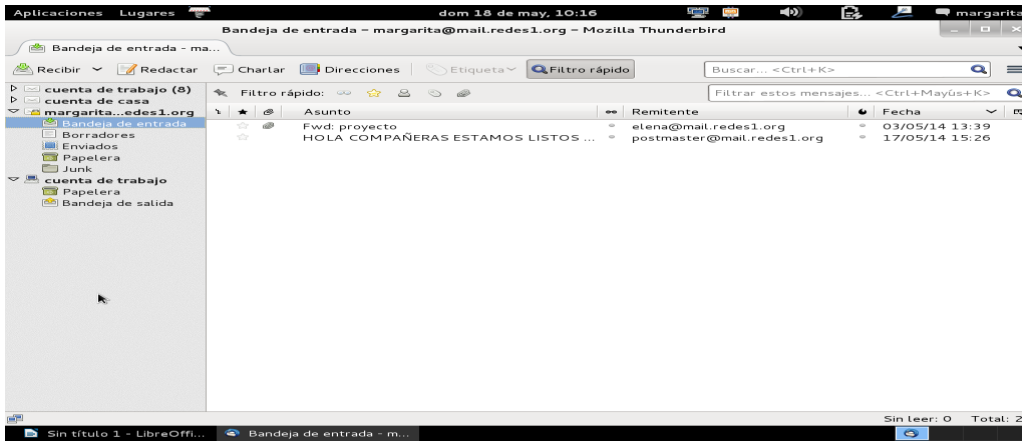 Aplicaciones Lugares dom 18 de may, 10:16 margarita
Bandeja de entrada – margarita@mail.redes1.org – Mozilla Thunderbird
Bandeja de entrada - ma...
Recibir Redactar Charlar Direcciones Etiqueta Filtro rápido Buscar... <Ctrl+K>
cuenta de trabajo (8)
cuenta de casa
margarita...edes1.org
Bandeja de entrada
Borradores
Enviados
Papelera
Junk
cuenta de trabajo
Papelera
Bandeja de salida
Filtro rápido: Filtrar estos mensajes... <Ctrl+Mayús+K>
Asunto Remitente Fecha
Fwd: proyecto elena@mail.redes1.org 03/05/14 13:39
HOLA COMPAÑERAS ESTAMOS LISTOS ... postmaster@mail.redes1.org 17/05/14 15:26
Sin leer: 0 Total: 2
Sin título 1 - LibreOffi... Bandeja de entrada - m...